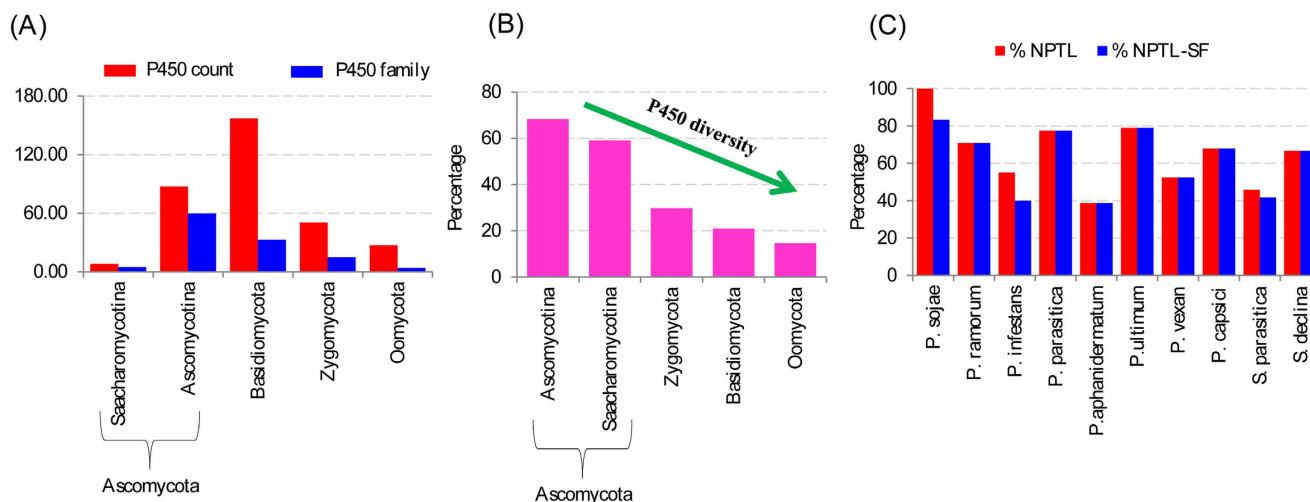 (A)
P450 count
P450 family
180.00
120.00
60.00
0.00
Saacharomycotina
Ascomycotina
Basidiomycota
Zygomycota
Oomycota
Ascomycota
(B)
Percentage
80
60
40
20
0
P450 diversity
Ascomycotina
Saacharomycotina
Zygomycota
Basidiomycota
Oomycota
Ascomycota
(C)
% NPTL
% NPTL-SF
Percentage
100
80
60
40
20
0
P. sojae
P. ramorum
P. infestans
P. parasitica
P.aphanidermatum
P.ultimum
P. vexan
P. capsici
S. parasitica
S. declina